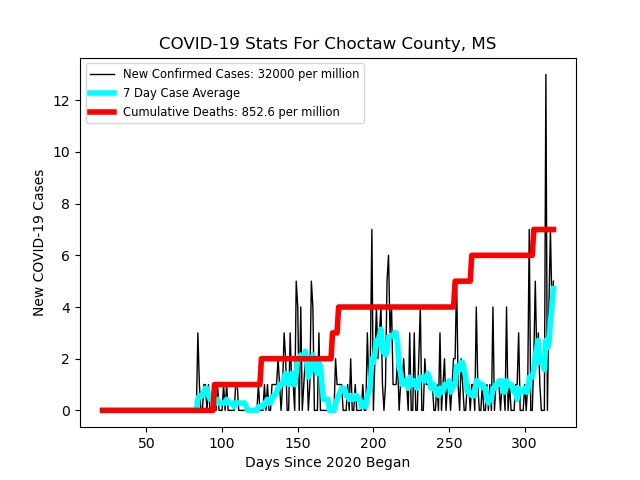 COVID-19 Stats For Choctaw County, MS
New Confirmed Cases: 32000 per million
7 Day Case Average
Cumulative Deaths: 852.6 per million
New COVID-19 Cases
12
10
8
6
4
2
0
50 100 150 200 250 300
Days Since 2020 Began